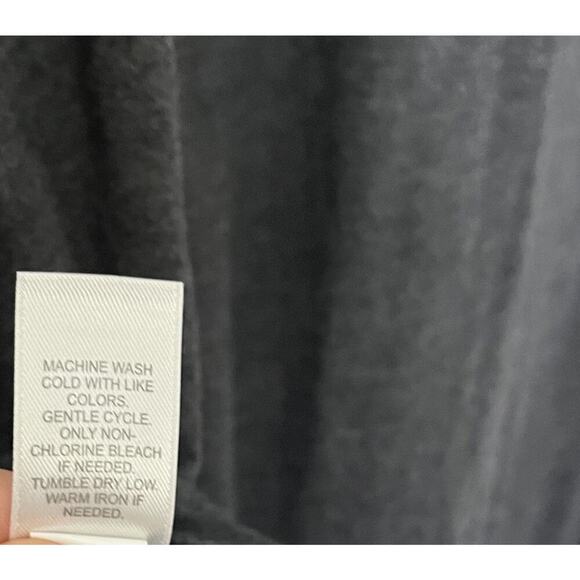 MACHINE WASH
COLD WITH LIKE
COLORS.
GENTLE CYCLE.
ONLY NON-
CHLORINE BLEACH
IF NEEDED.
TUMBLE DRY LOW.
WARM IRON IF
NEEDED.